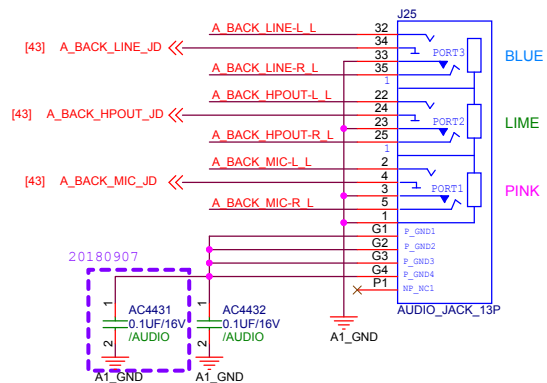 J25
A_BACK_LINE-L_L 32
[43] A_BACK_LINE_JD 34
33 PORT3 BLUE
A_BACK_LINE-R_L 35
1
A_BACK_HPOUT-L_L 22
[43] A_BACK_HPOUT_JD 24
23 PORT2 LIME
A_BACK_HPOUT-R_L 25
1
A_BACK_MIC-L_L 2
[43] A_BACK_MIC_JD 4
3 PORT1 PINK
A_BACK_MIC-R_L 5
1
G1 P_GND1
G2 P_GND2
20180907 G3 P_GND3
G4 P_GND4
P1 NP_NC1
AUDIO_JACK_13P
1 AC4431 1 AC4432
0.1UF/16V 0.1UF/16V
2 /AUDIO 2 /AUDIO
A1_GND
A1_GND A1_GND